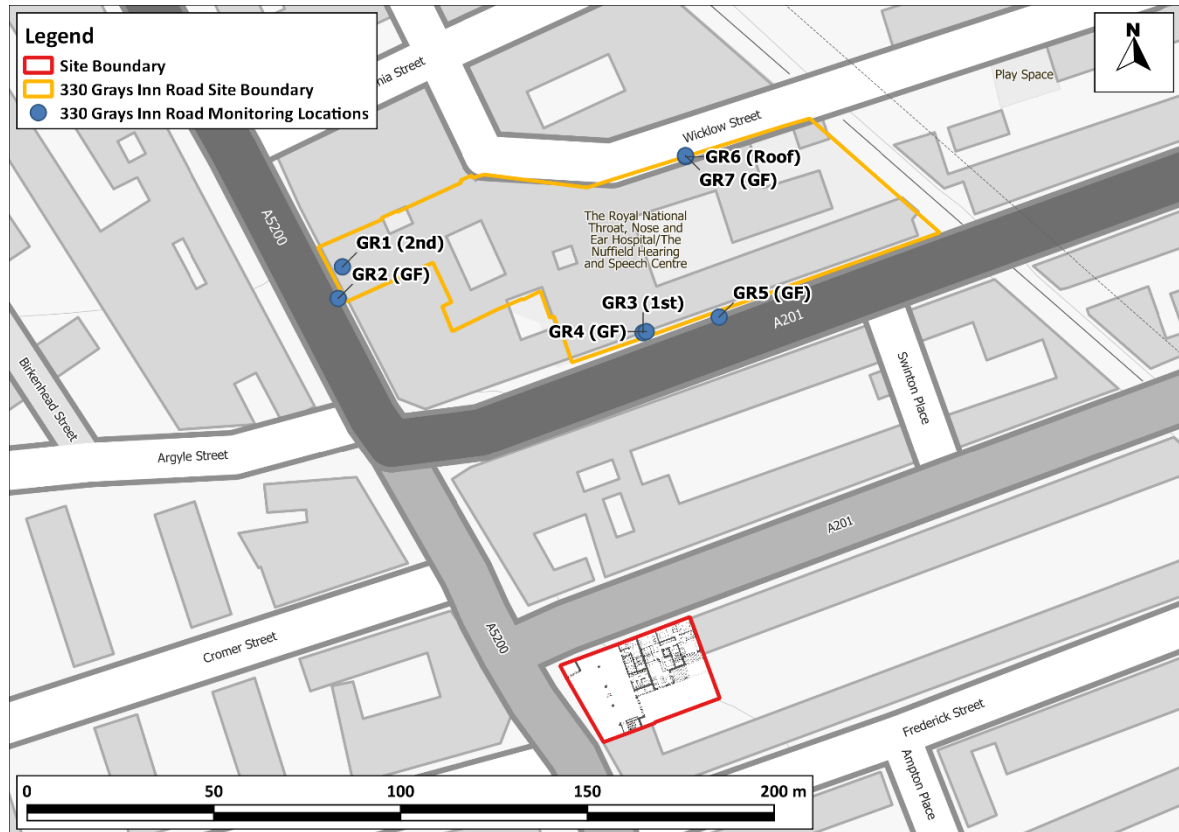 Legend
Site Boundary
330 Grays Inn Road Site Boundary
330 Grays Inn Road Monitoring Locations
N
nia Street
Play Space
Wicklow Street
GR6 (Roof)
GR7 (GF)
A5200
The Royal National
Throat, Nose and
Ear Hospital/The
Nuffield Hearing
and Speech Centre
GR1 (2nd)
GR2 (GF)
GR3 (1st)
GR4 (GF)
GR5 (GF)
A201
Birkenhead Street
Swinton Place
Argyle Street
A201
Cromer Street
A5200
Frederick Street
Ampton Place
0 50 100 150 200 m